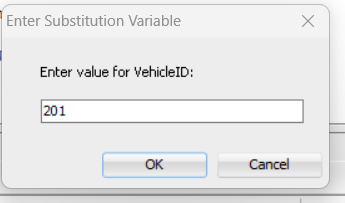 Enter Substitution Variable
Enter value for VehicleID:
201
OK
Cancel